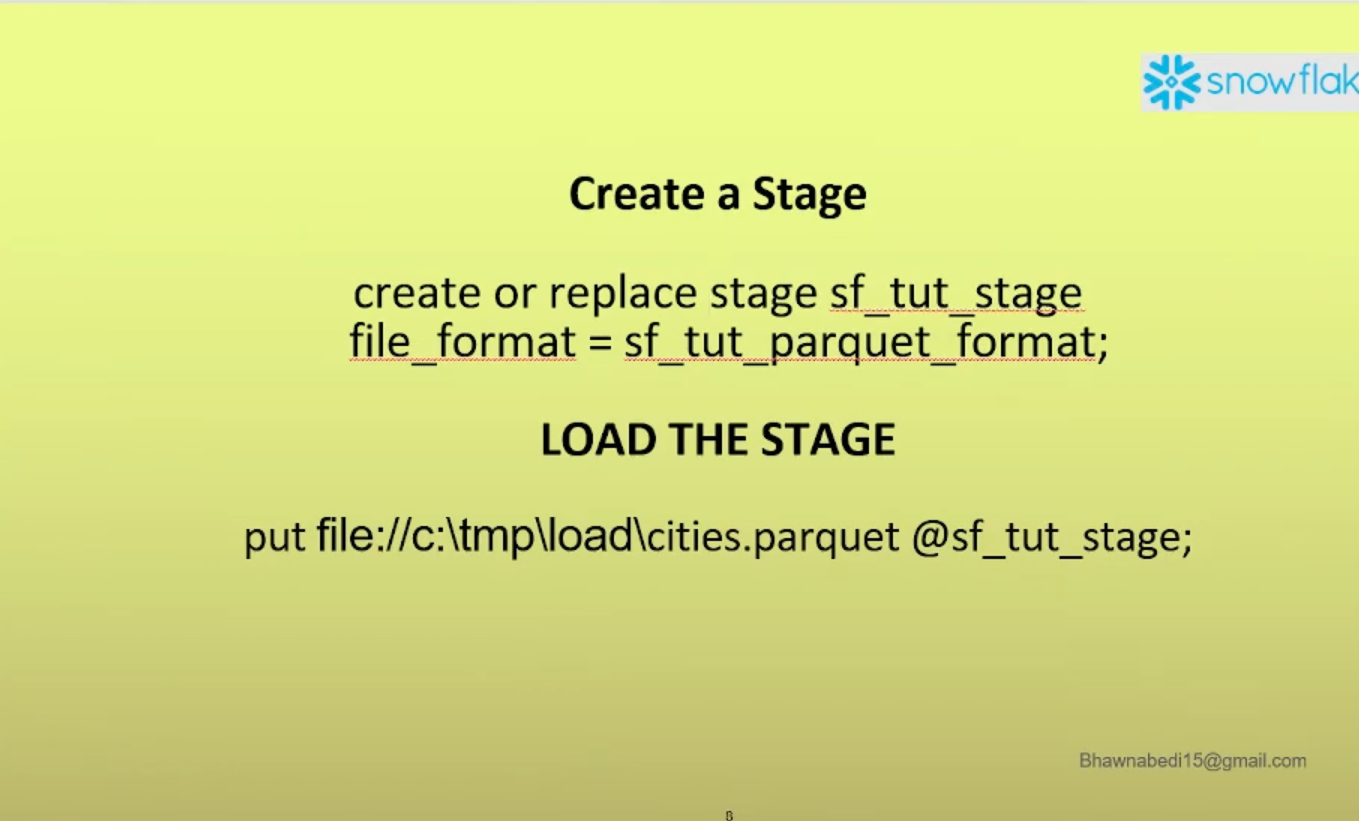 snowflak
Create a Stage
create or replace stage sf_tut_stage
file_format = sf_tut_parquet_format;
LOAD THE STAGE
put file://c:\tmp\load\cities.parquet @sf_tut_stage;
Bhawnabedi15@gmail.com
8